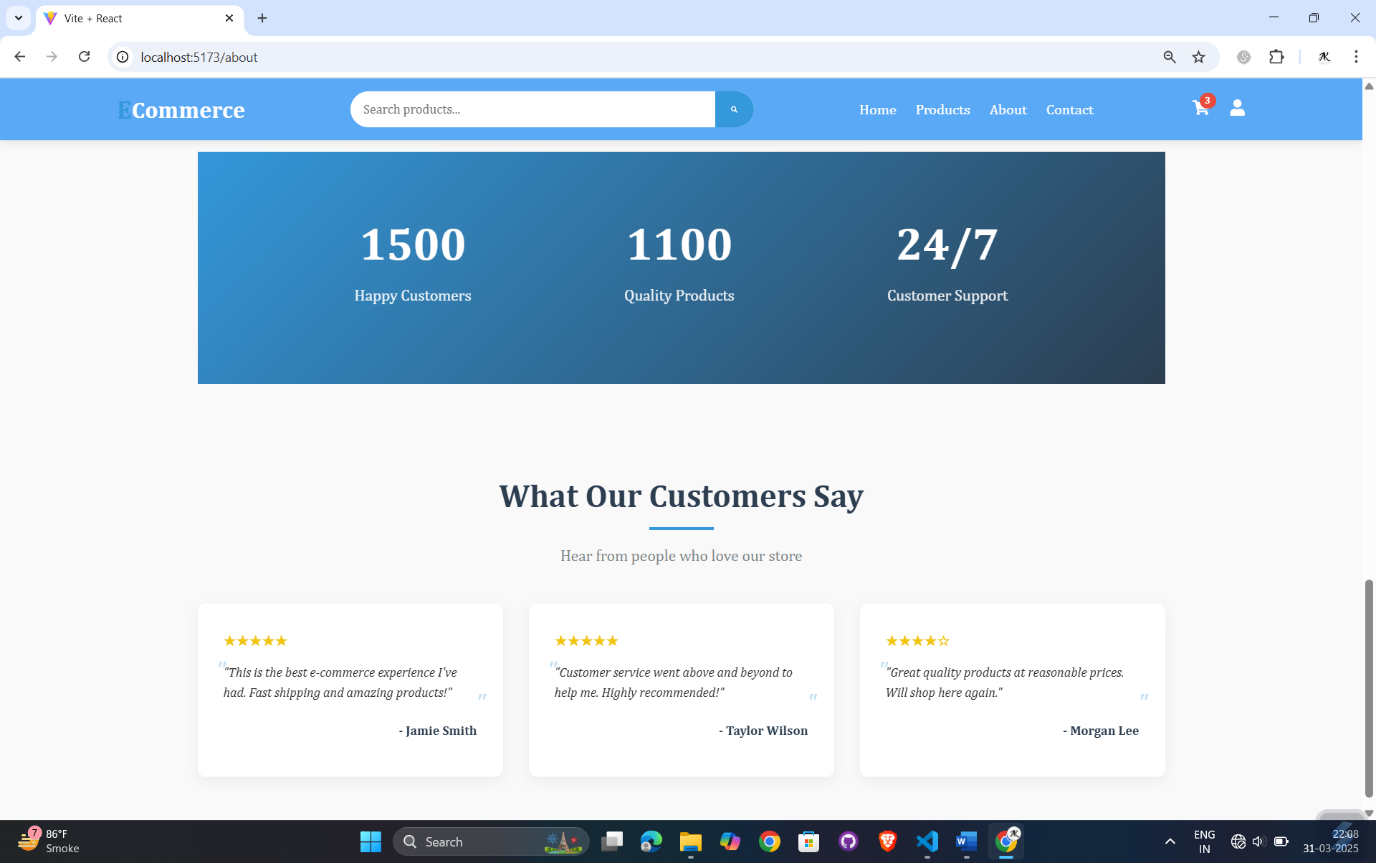 Vite + React
localhost:5173/about
ECommerce
Search products...
Home Products About Contact
3
1500 1100 24/7
Happy Customers Quality Products Customer Support
What Our Customers Say
Hear from people who love our store
★★★★★
"This is the best e-commerce experience I've
had. Fast shipping and amazing products!"
- Jamie Smith
★★★★★
"Customer service went above and beyond to
help me. Highly recommended!"
- Taylor Wilson
★★★★☆
"Great quality products at reasonable prices.
Will shop here again."
- Morgan Lee
7
86°F
Smoke
Search
ENG
IN
22:08
31-03-2025